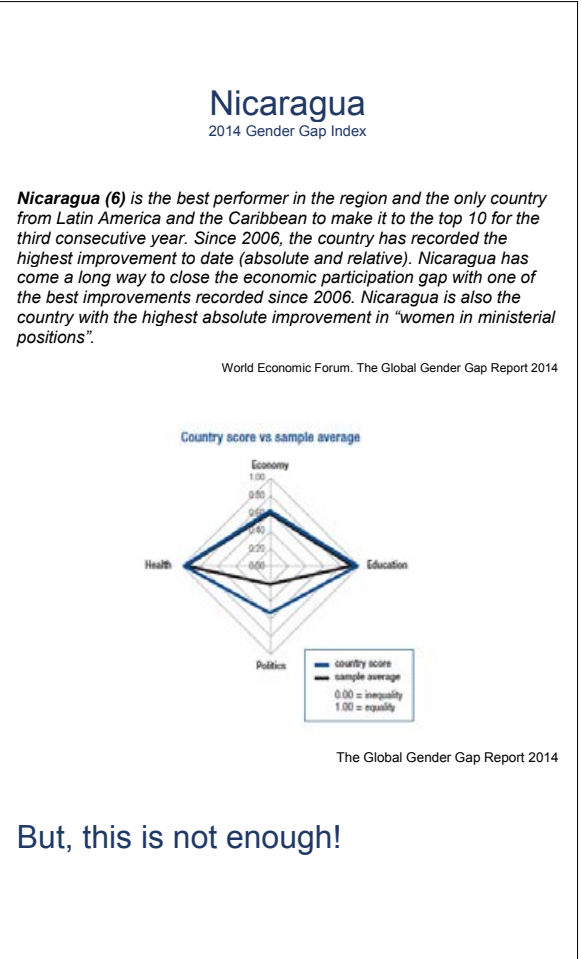 Nicaragua
2014 Gender Gap Index
Nicaragua (6) is the best performer in the region and the only country
from Latin America and the Caribbean to make it to the top 10 for the
third consecutive year. Since 2006, the country has recorded the
highest improvement to date (absolute and relative). Nicaragua has
come a long way to close the economic participation gap with one of
the best improvements recorded since 2006. Nicaragua is also the
country with the highest absolute improvement in “women in ministerial
positions”.
World Economic Forum. The Global Gender Gap Report 2014
Country score vs sample average
Economy
1.00
0.80
0.60
0.40
0.20
0.00
Health
Education
Politics
country score
sample average
0.00 = inequality
1.00 = equality
The Global Gender Gap Report 2014
But, this is not enough!